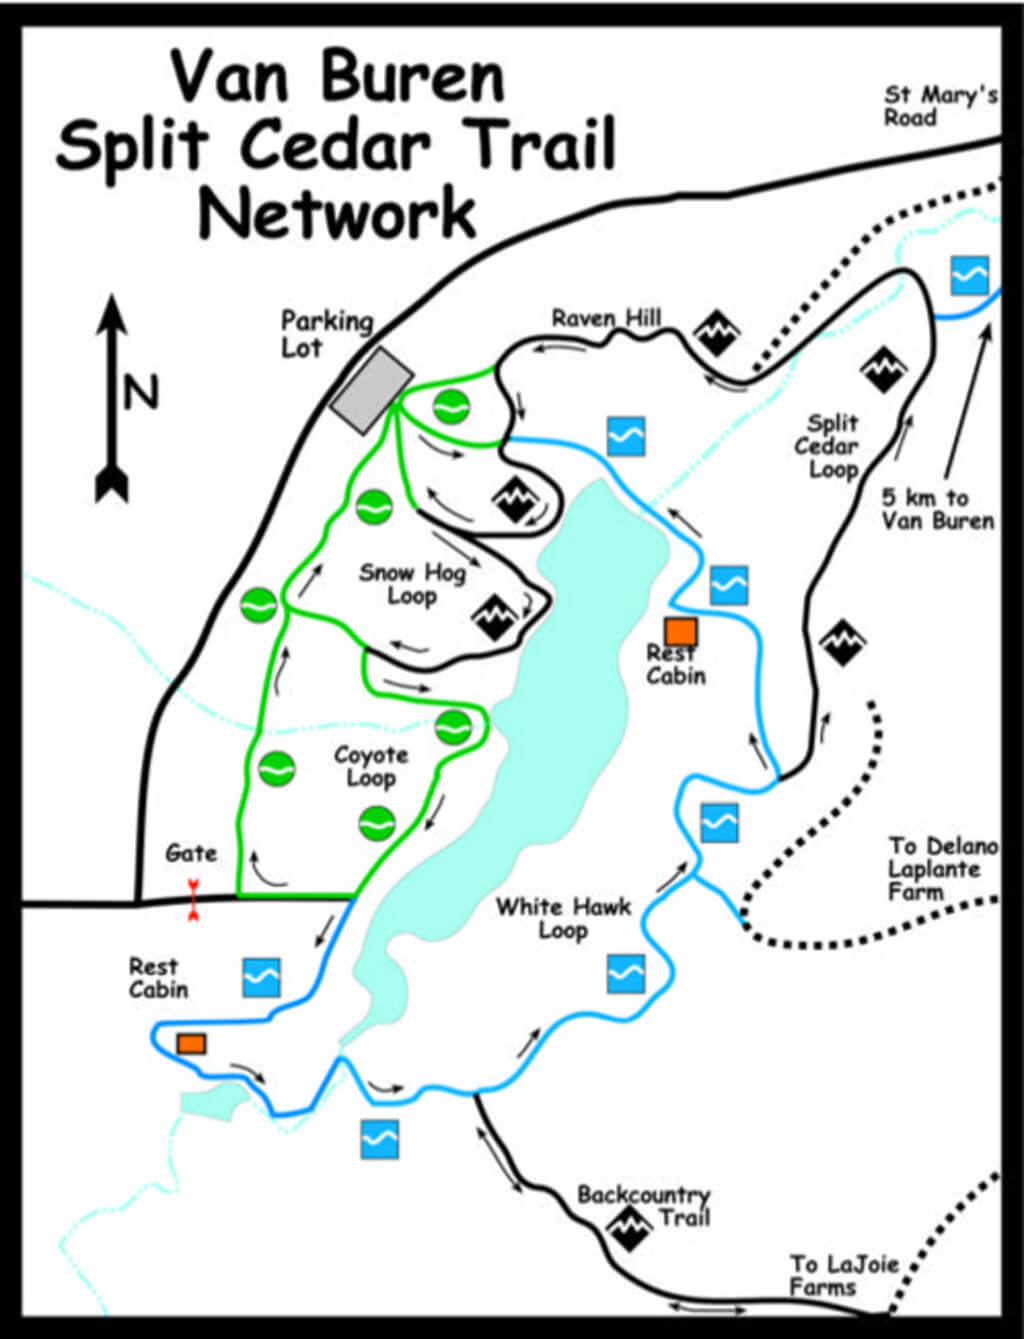 Van Buren
Split Cedar Trail
Network
St Mary's
Road
Parking
Lot
Raven Hill
N
Split
Cedar
Loop
5 km to
Van Buren
Snow Hog
Loop
Rest
Cabin
Coyote
Loop
Gate
To Delano
Laplante
Farm
White Hawk
Loop
Rest
Cabin
Backcountry
Trail
To LaJoie
Farms